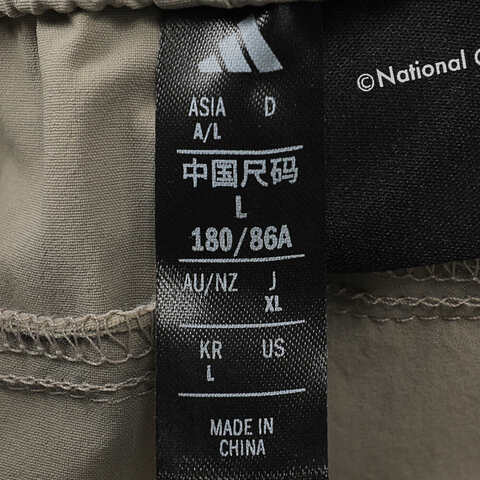 ©National G
ASIA D
A/L
中国尺码
L
180/86A
AU/NZ J
XL
KR US
L
MADE IN
CHINA